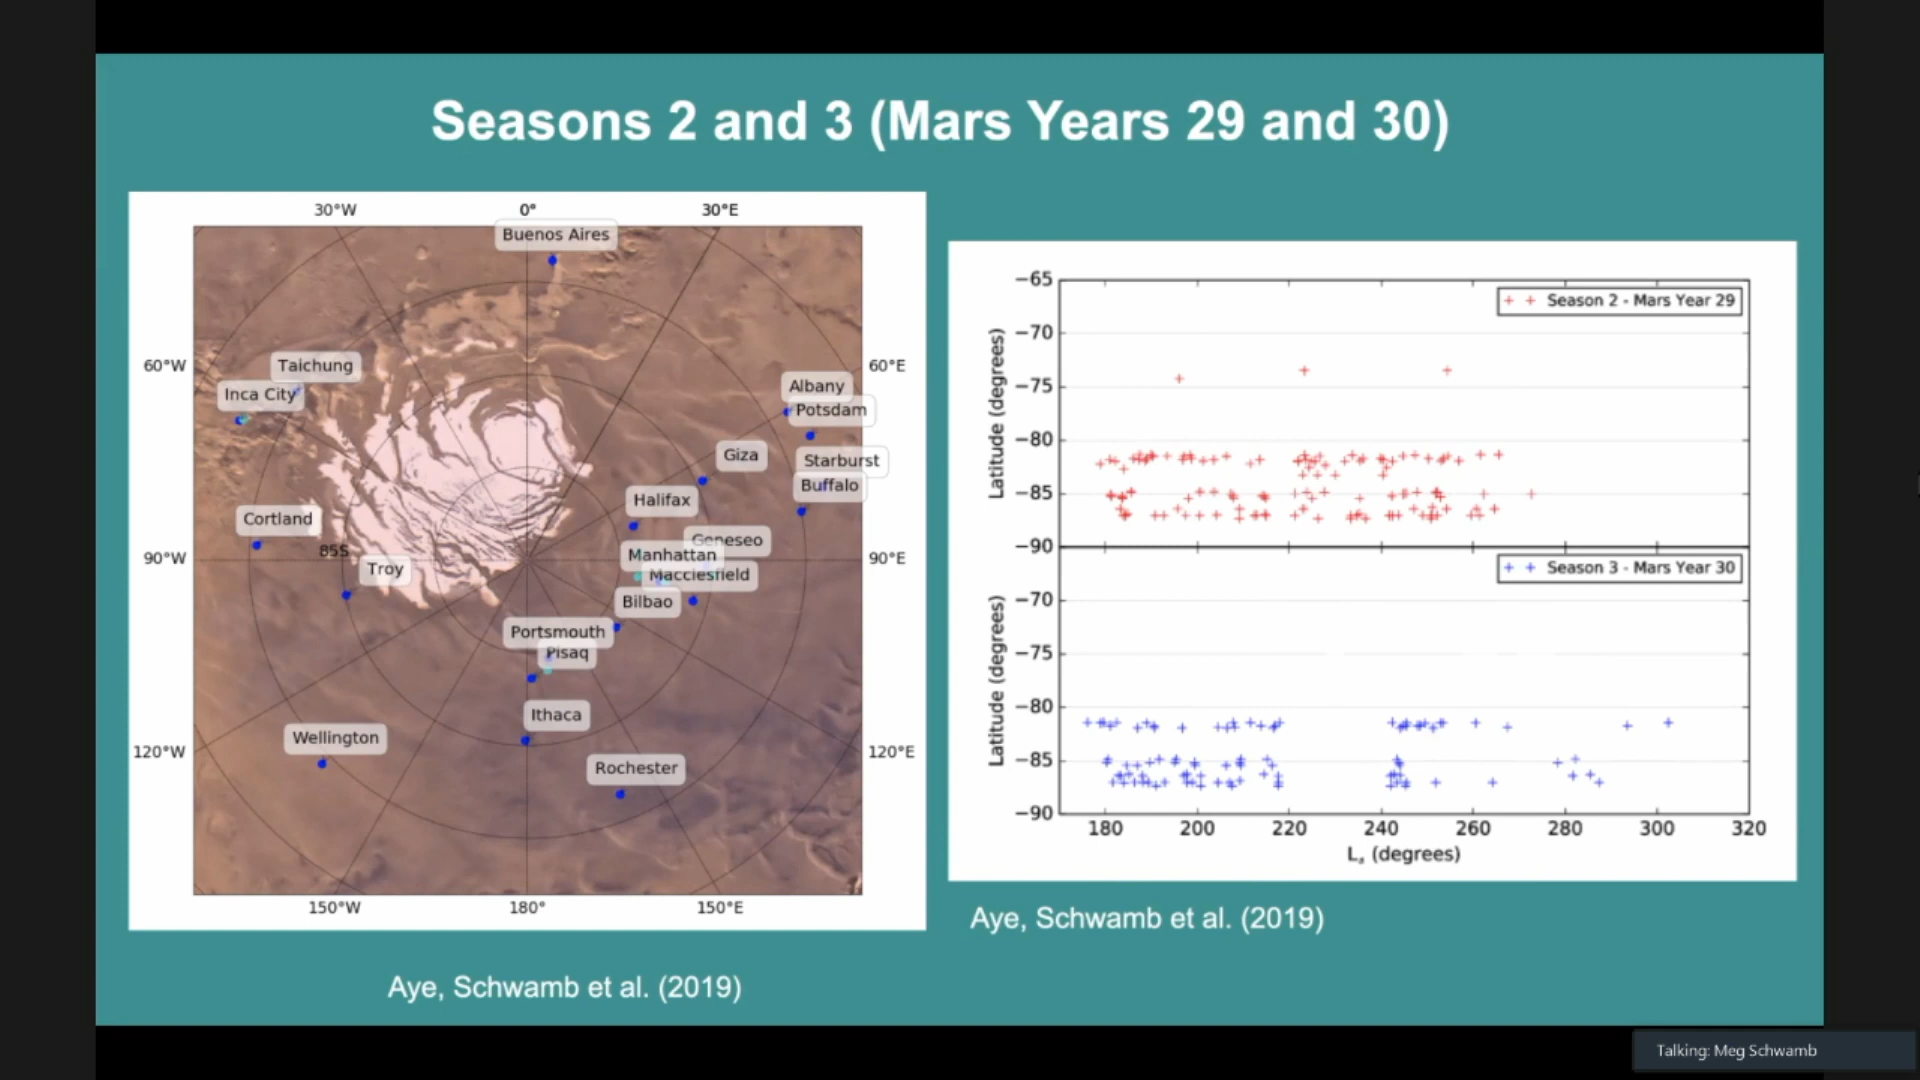 Seasons 2 and 3 (Mars Years 29 and 30)
30°W 0° 30°E
Buenos Aires
60°W
60°E
Taichung
Inca City
Albany
Potsdam
Giza
Starburst
Buffalo
Halifax
Cortland
Geneseo
Manhattan
90°W
85S
90°E
Troy
Macclesfield
Bilbao
Portsmouth
Pisaq
Ithaca
Wellington
120°W
120°E
Rochester
150°W 180° 150°E
Aye, Schwamb et al. (2019)
−65
−70
−75
−80
−85
−90
Latitude (degrees)
Season 2 - Mars Year 29
Season 3 - Mars Year 30
−70
−75
−80
−85
−90
Latitude (degrees)
180 200 220 240 260 280 300 320
Ls (degrees)
Aye, Schwamb et al. (2019)
Talking: Meg Schwamb